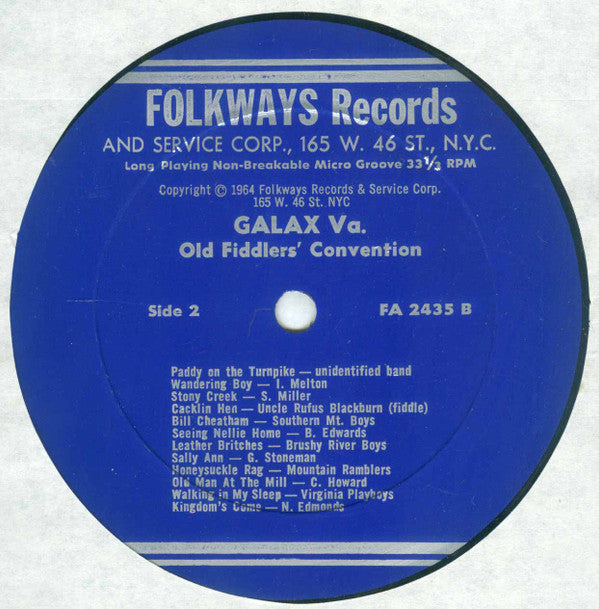 FOLKWAYS Records
AND SERVICE CORP., 165 W. 46 ST., N.Y.C.
Long Playing Non-Breakable Micro Groove 33 1/3 RPM
Copyright © 1964 Folkways Records & Service Corp.
165 W. 46 St. NYC
GALAX Va.
Old Fiddlers' Convention
Side 2 FA 2435 B
Paddy on the Turnpike — unidentified band
Wandering Boy — I. Melton
Stony Creek — S. Miller
Cacklin Hen — Uncle Rufus Blackburn (fiddle)
Bill Cheatham — Southern Mt. Boys
Seeing Nellie Home — B. Edwards
Leather Britches — Brushy River Boys
Sally Ann — G. Stoneman
Honeysuckle Rag — Mountain Ramblers
Old Man At The Mill — C. Howard
Walking in My Sleep — Virginia Playboys
Kingdom's Come — N. Edmonds